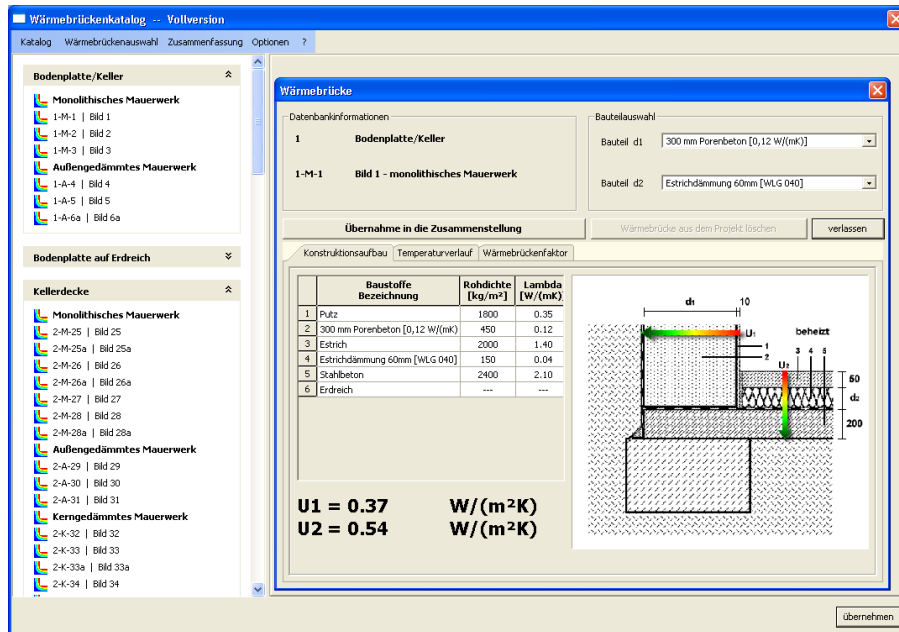 Wärmebrückenkatalog -- Vollversion
Katalog Wärmebrückenauswahl Zusammenfassung Optionen ?
Bodenplatte/Keller
Monolithisches Mauerwerk
1-M-1 | Bild 1
1-M-2 | Bild 2
1-M-3 | Bild 3
Außengedämmtes Mauerwerk
1-A-4 | Bild 4
1-A-5 | Bild 5
1-A-6a | Bild 6a
Bodenplatte auf Erdreich
Kellerdecke
Monolithisches Mauerwerk
2-M-25 | Bild 25
2-M-25a | Bild 25a
2-M-26 | Bild 26
2-M-26a | Bild 26a
2-M-27 | Bild 27
2-M-28 | Bild 28
2-M-28a | Bild 28a
Außengedämmtes Mauerwerk
2-A-29 | Bild 29
2-A-30 | Bild 30
2-A-31 | Bild 31
Kerngedämmtes Mauerwerk
2-K-32 | Bild 32
2-K-33 | Bild 33
2-K-33a | Bild 33a
2-K-34 | Bild 34
Wärmebrücke
Datenbankinformationen
1 Bodenplatte/Keller
1-M-1 Bild 1 - monolithisches Mauerwerk
Bauteilauswahl
Bauteil d1 300 mm Porenbeton [0,12 W/(mK)]
Bauteil d2 Estrichdämmung 60mm [WLG 040]
Übernahme in die Zusammenstellung
Wärmebrücke aus dem Projekt löschen
verlassen
Konstruktionsaufbau Temperaturverlauf Wärmebrückenfaktor
Baustoffe Bezeichnung Rohdichte [kg/m²] Lambda [W/(mK)]
1 Putz 1800 0.35
2 300 mm Porenbeton [0,12 W/(mK) 450 0.12
3 Estrich 2000 1.40
4 Estrichdämmung 60mm [WLG 040] 150 0.04
5 Stahlbeton 2400 2.10
6 Erdreich --- ---
U1 = 0.37 W/(m²K)
U2 = 0.54 W/(m²K)
d1 10
U1 beheizt
1
2
U2 3 4 5
50
d2
200
übernehmen